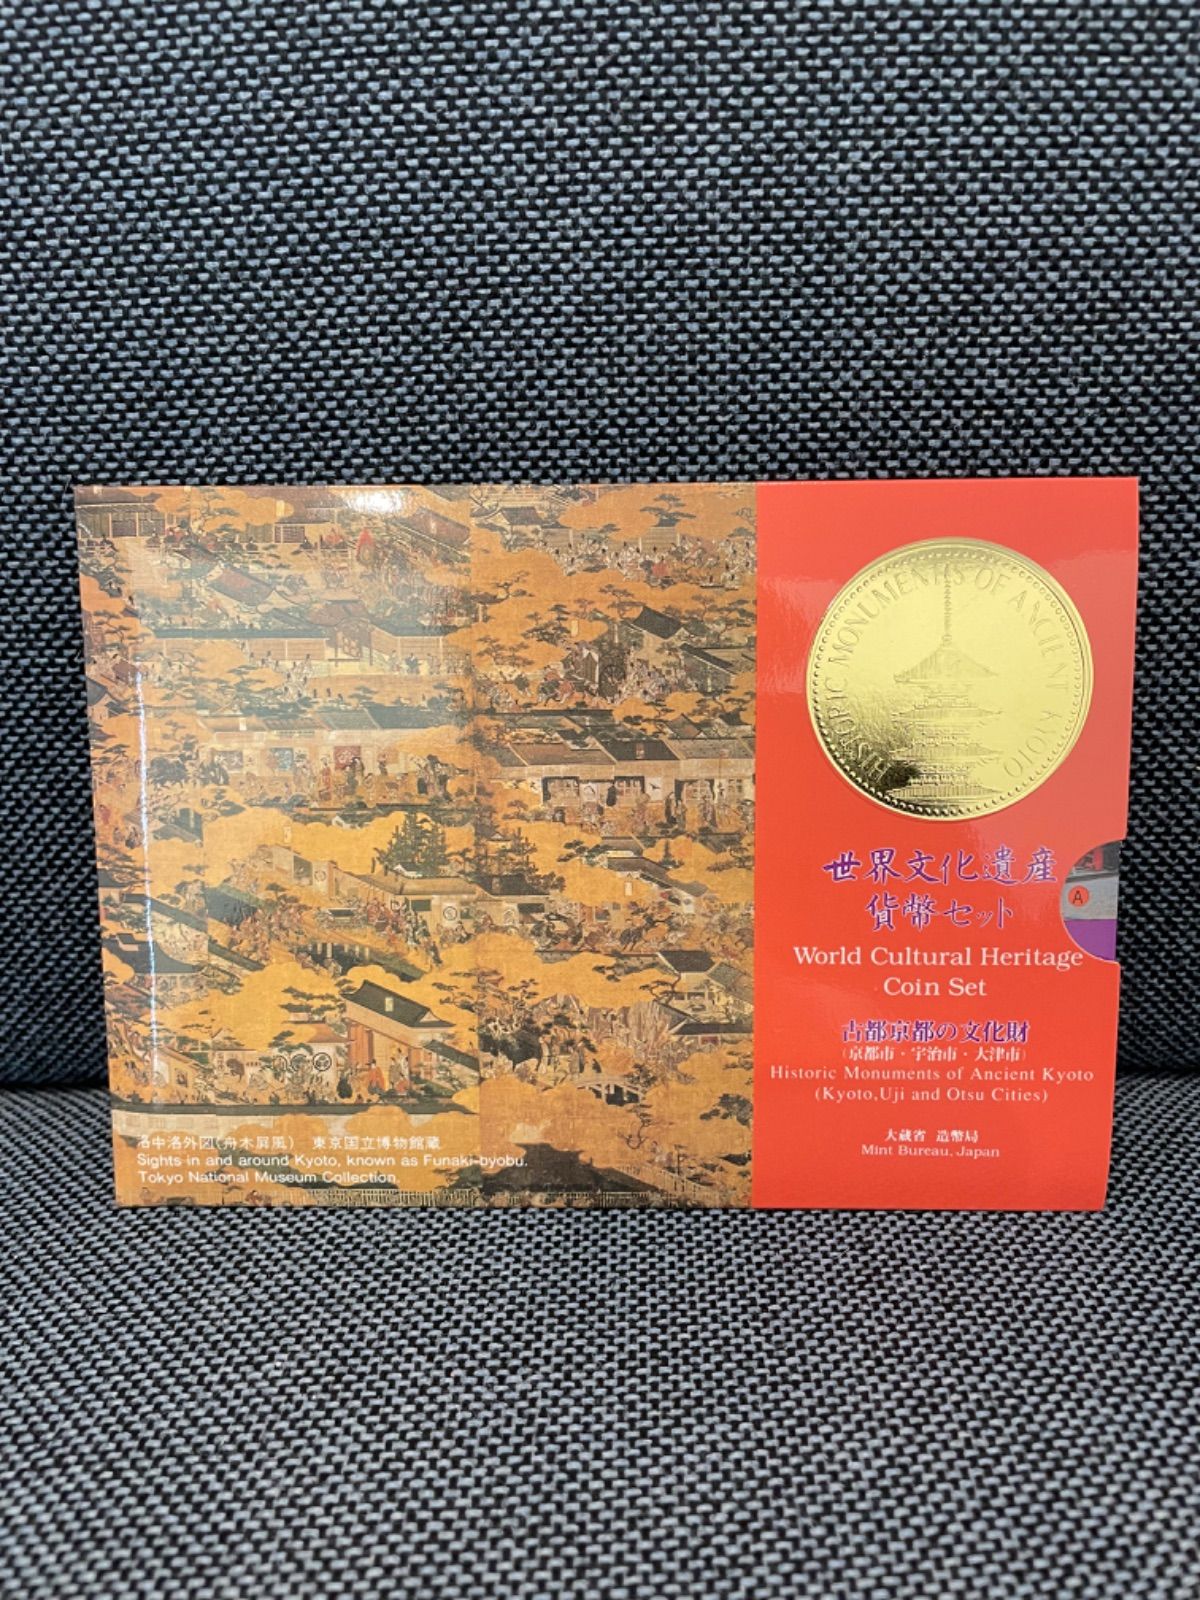 HISTORIC MONUMENTS OF ANCIENT KYOTO
世界文化遺産
貨幣セット
A
World Cultural Heritage
Coin Set
古都京都の文化財
(京都市・宇治市・大津市)
Historic Monuments of Ancient Kyoto
(Kyoto,Uji and Otsu Cities)
大蔵省 造幣局
Mint Bureau, Japan
洛中洛外図(舟木屏風) 東京国立博物館蔵
Sights in and around Kyoto, known as Funaki-byobu.
Tokyo National Museum Collection.